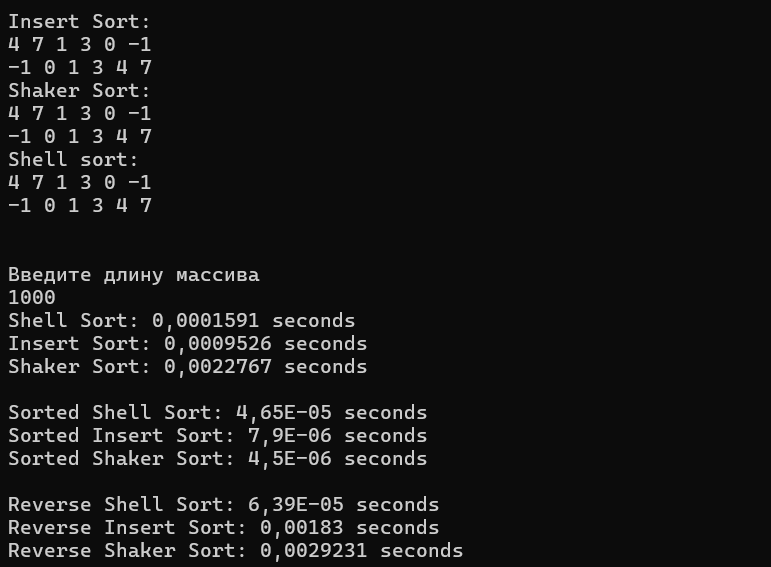 Insert Sort:
4 7 1 3 0 -1
-1 0 1 3 4 7
Shaker Sort:
4 7 1 3 0 -1
-1 0 1 3 4 7
Shell sort:
4 7 1 3 0 -1
-1 0 1 3 4 7
Введите длину массива
1000
Shell Sort: 0,0001591 seconds
Insert Sort: 0,0009526 seconds
Shaker Sort: 0,0022767 seconds
Sorted Shell Sort: 4,65E-05 seconds
Sorted Insert Sort: 7,9E-06 seconds
Sorted Shaker Sort: 4,5E-06 seconds
Reverse Shell Sort: 6,39E-05 seconds
Reverse Insert Sort: 0,00183 seconds
Reverse Shaker Sort: 0,0029231 seconds